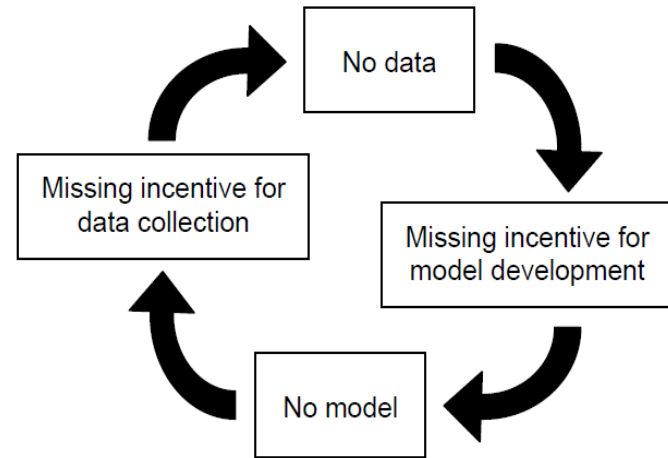 No data
Missing incentive for
data collection
Missing incentive for
model development
No model